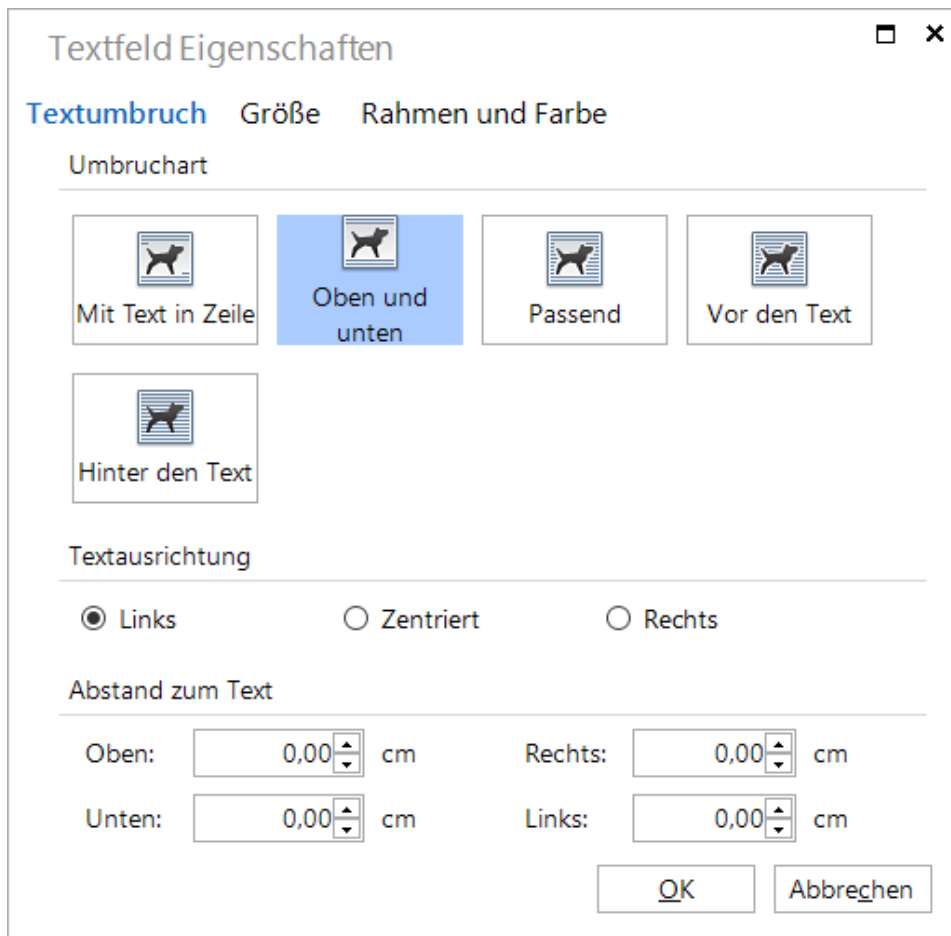 Textfeld Eigenschaften
Textumbruch Größe Rahmen und Farbe
Umbruchart
Mit Text in Zeile
Oben und
unten
Passend
Vor den Text
Hinter den Text
Textausrichtung
Links Zentriert Rechts
Abstand zum Text
Oben: 0,00 cm Rechts: 0,00 cm
Unten: 0,00 cm Links: 0,00 cm
OK Abbrechen